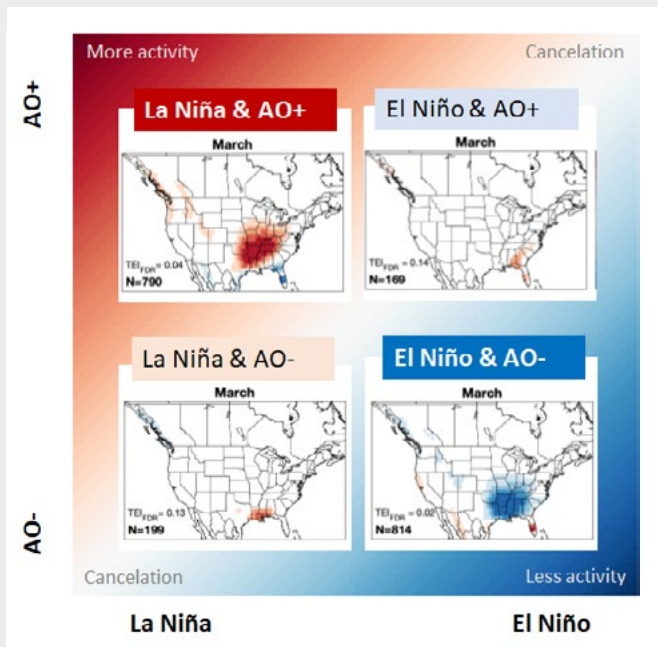 More activity
Cancelation
AO+
La Niña & AO+
March
TEI_FDR = 0.04
N=790
El Niño & AO+
March
TEI_FDR = 0.14
N=169
AO-
La Niña & AO-
March
TEI_FDR = 0.13
N=199
El Niño & AO-
March
TEI_FDR = 0.02
N=814
Cancelation
Less activity
La Niña
El Niño